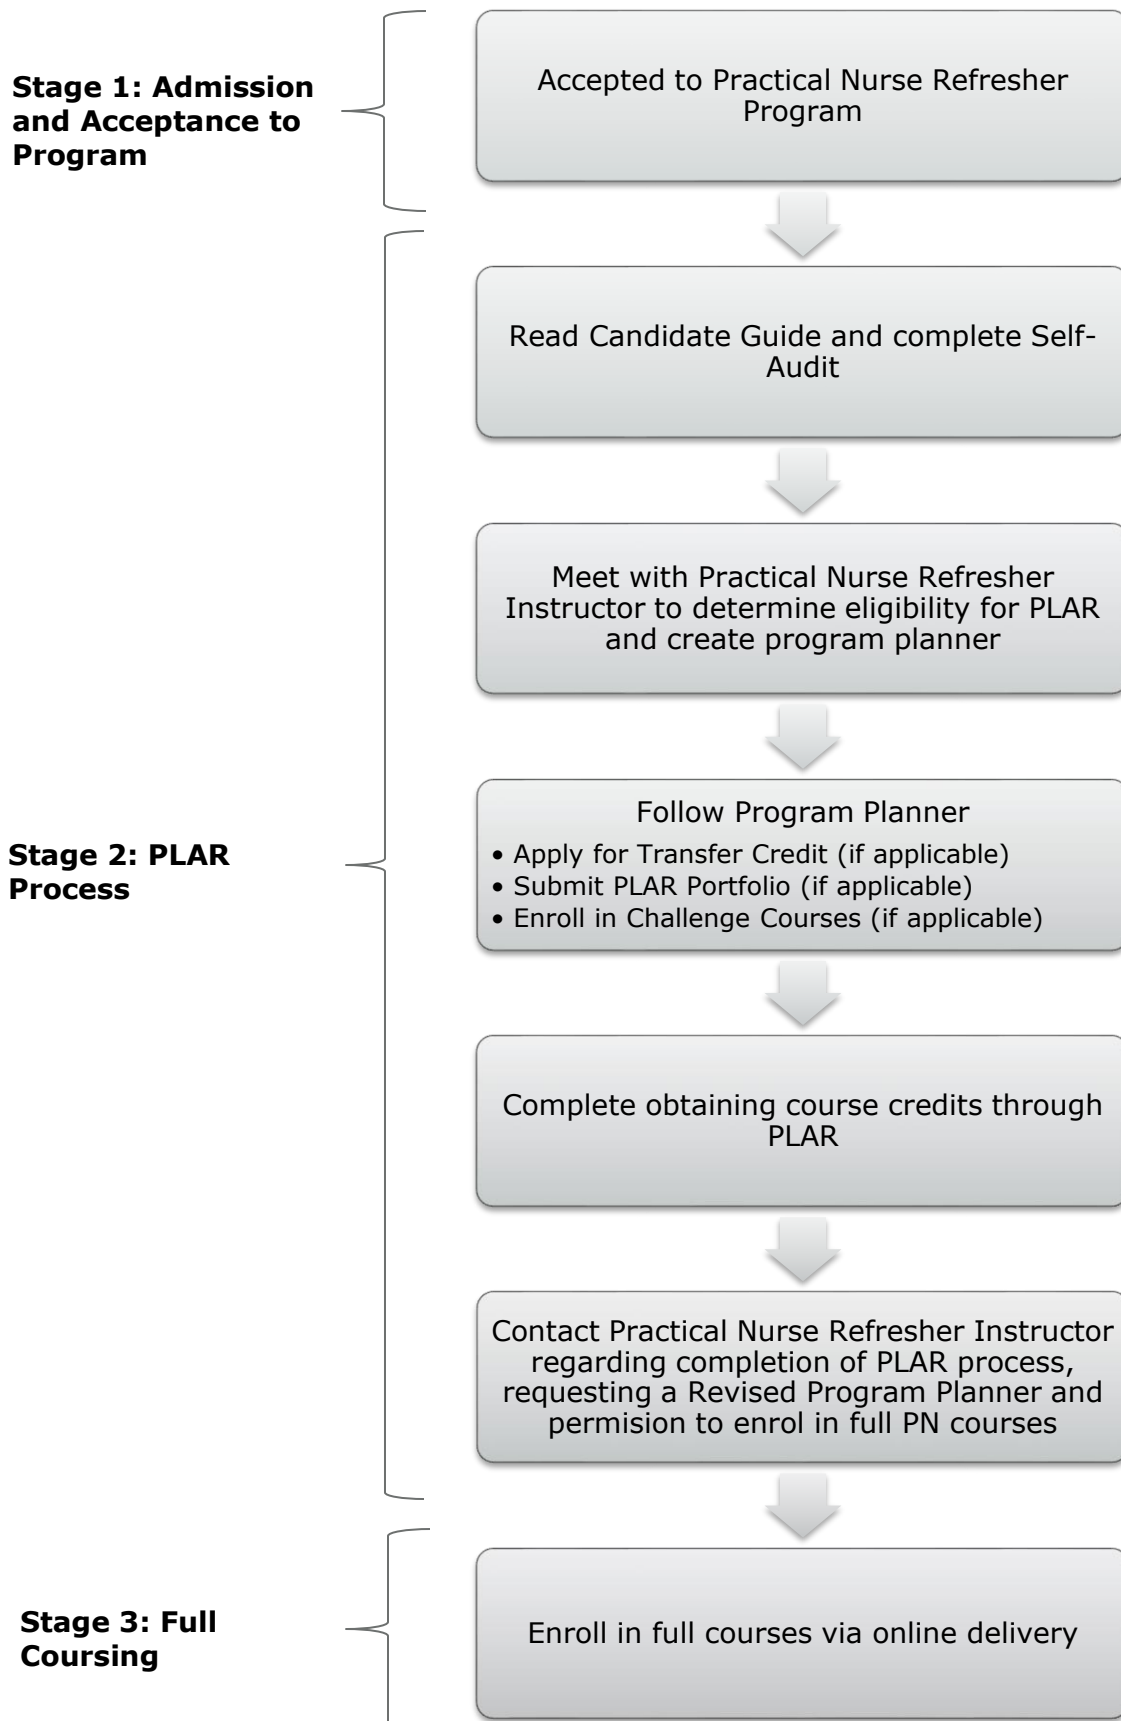 Stage 1: Admission
and Acceptance to
Program
Accepted to Practical Nurse Refresher
Program
Read Candidate Guide and complete Self-
Audit
Meet with Practical Nurse Refresher
Instructor to determine eligibility for PLAR
and create program planner
Stage 2: PLAR
Process
Follow Program Planner
• Apply for Transfer Credit (if applicable)
• Submit PLAR Portfolio (if applicable)
• Enroll in Challenge Courses (if applicable)
Complete obtaining course credits through
PLAR
Contact Practical Nurse Refresher Instructor
regarding completion of PLAR process,
requesting a Revised Program Planner and
permision to enrol in full PN courses
Stage 3: Full
Coursing
Enroll in full courses via online delivery